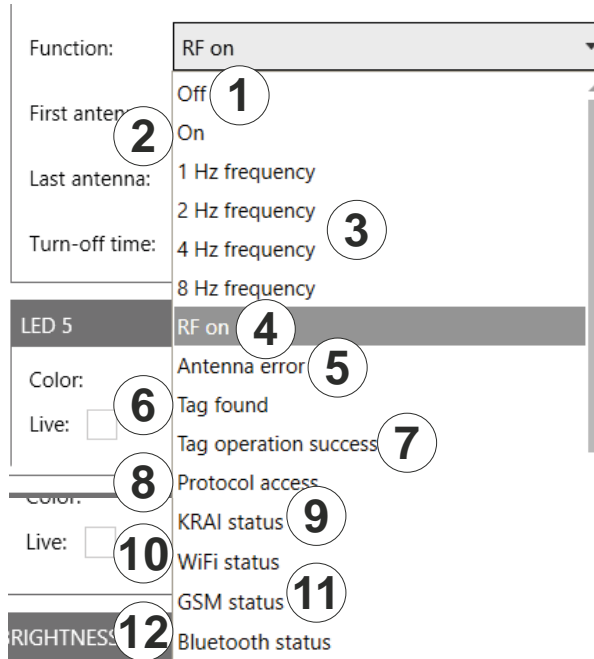 Function: RF on
Off 1
First anten
2 On
1 Hz frequency
Last antenna:
2 Hz frequency
3
Turn-off time: 4 Hz frequency
8 Hz frequency
LED 5 RF on 4
Antenna error 5
Color:
6 Tag found
Live:
Tag operation success 7
8 Protocol access
Color:
KRAI status 9
Live: 10 WiFi status
GSM status 11
BRIGHTNESS 12 Bluetooth status